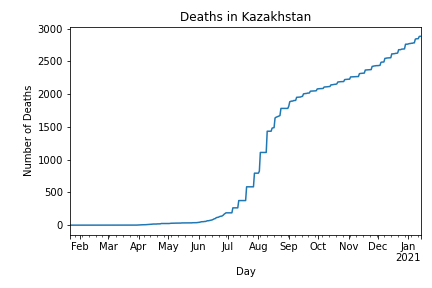 Deaths in Kazakhstan
Number of Deaths
3000
2500
2000
1500
1000
500
0
Feb Mar Apr May Jun Jul Aug Sep Oct Nov Dec Jan
2021
Day